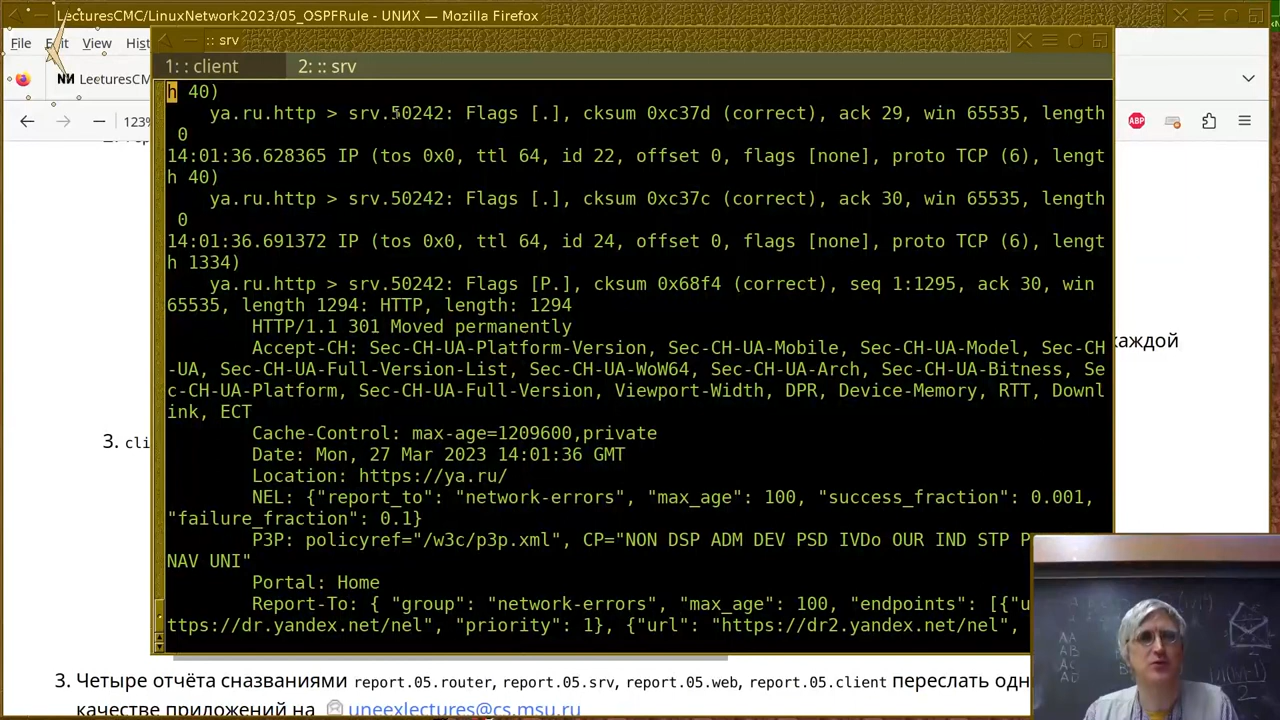 LecturesCMC/LinuxNetwork2023/05_OSPFRule - UNИX — Mozilla Firefox
File Edit View Hist
:: srv
1: : client 2: :: srv
NИ LecturesCM
123%
ABP
h 40)
ya.ru.http > srv.50242: Flags [.], cksum 0xc37d (correct), ack 29, win 65535, length
0
14:01:36.628365 IP (tos 0x0, ttl 64, id 22, offset 0, flags [none], proto TCP (6), lengt
h 40)
ya.ru.http > srv.50242: Flags [.], cksum 0xc37c (correct), ack 30, win 65535, length
0
14:01:36.691372 IP (tos 0x0, ttl 64, id 24, offset 0, flags [none], proto TCP (6), lengt
h 1334)
ya.ru.http > srv.50242: Flags [P.], cksum 0x68f4 (correct), seq 1:1295, ack 30, win
65535, length 1294: HTTP, length: 1294
HTTP/1.1 301 Moved permanently
каждой
Accept-CH: Sec-CH-UA-Platform-Version, Sec-CH-UA-Mobile, Sec-CH-UA-Model, Sec-CH
-UA, Sec-CH-UA-Full-Version-List, Sec-CH-UA-WoW64, Sec-CH-UA-Arch, Sec-CH-UA-Bitness, Se
c-CH-UA-Platform, Sec-CH-UA-Full-Version, Viewport-Width, DPR, Device-Memory, RTT, Downl
ink, ECT
Cache-Control: max-age=1209600,private
3. cli
Date: Mon, 27 Mar 2023 14:01:36 GMT
Location: https://ya.ru/
NEL: {"report_to": "network-errors", "max_age": 100, "success_fraction": 0.001,
"failure_fraction": 0.1}
P3P: policyref="/w3c/p3p.xml", CP="NON DSP ADM DEV PSD IVDo OUR IND STP P
NAV UNI"
Portal: Home
Report-To: { "group": "network-errors", "max_age": 100, "endpoints": [{"u
ttps://dr.yandex.net/nel", "priority": 1}, {"url": "https://dr2.yandex.net/nel",
AA
AB
AC
AD
3. Четыре отчёта сназваниями report.05.router, report.05.srv, report.05.web, report.05.client переслать одн
качестве приложений на uneexlectures@cs.msu.ru